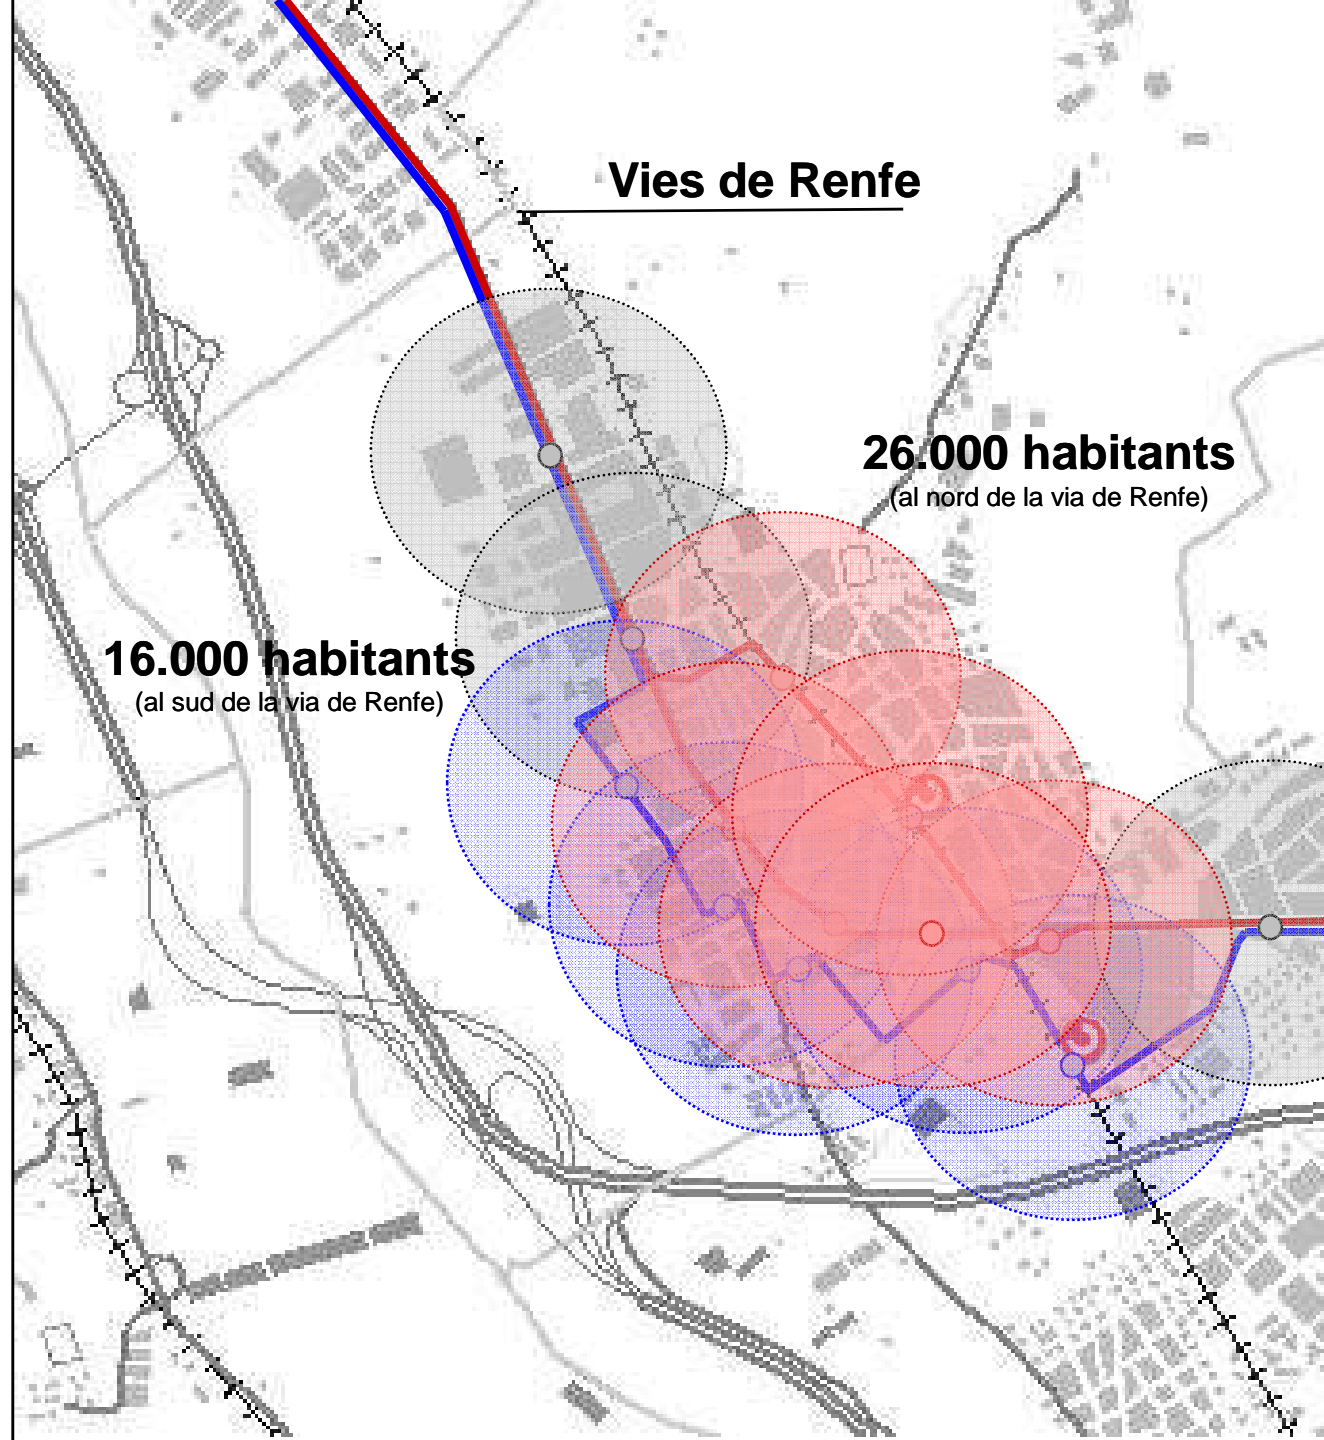 Vies de Renfe
26.000 habitants
(al nord de la via de Renfe)
16.000 habitants
(al sud de la via de Renfe)